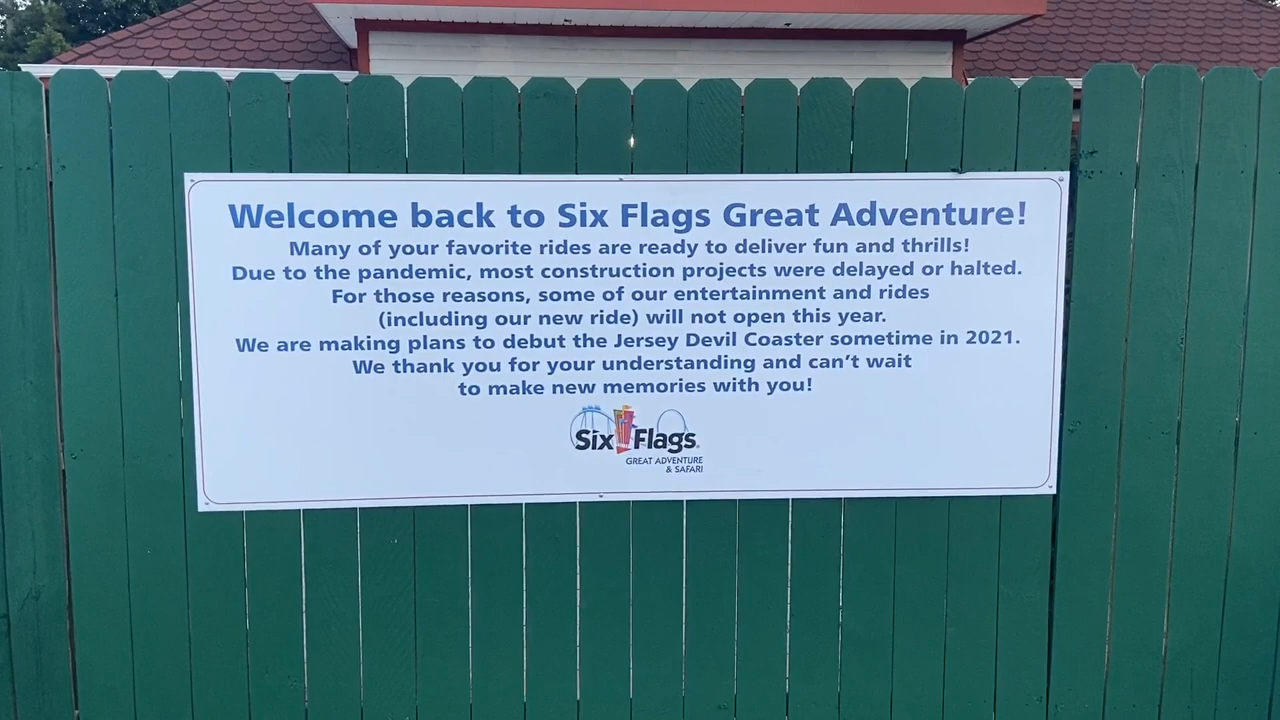 Welcome back to Six Flags Great Adventure!
Many of your favorite rides are ready to deliver fun and thrills!
Due to the pandemic, most construction projects were delayed or halted.
For those reasons, some of our entertainment and rides
(including our new ride) will not open this year.
We are making plans to debut the Jersey Devil Coaster sometime in 2021.
We thank you for your understanding and can't wait
to make new memories with you!
Six Flags
GREAT ADVENTURE
& SAFARI